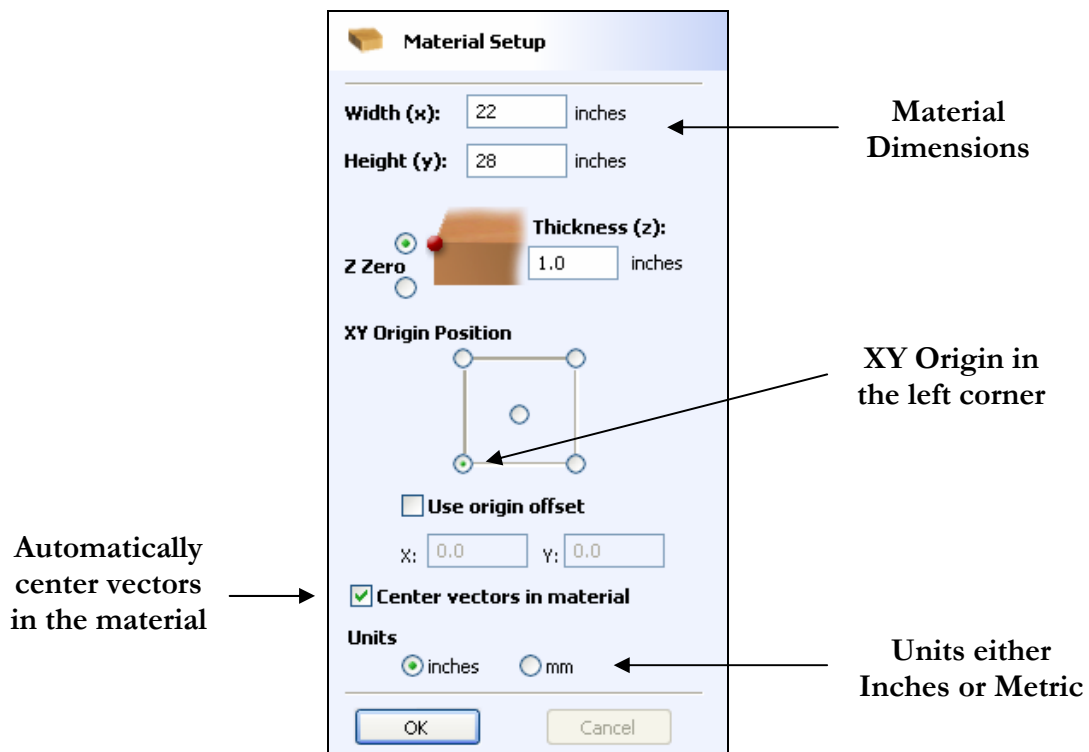 Material Setup
Width (x): 22 inches
Material
Dimensions
Height (y): 28 inches
Thickness (z):
Z Zero
1.0 inches
XY Origin Position
XY Origin in
the left corner
Use origin offset
X: 0.0 Y: 0.0
Automatically
center vectors
in the material
Center vectors in material
Units
inches mm
Units either
Inches or Metric
OK Cancel